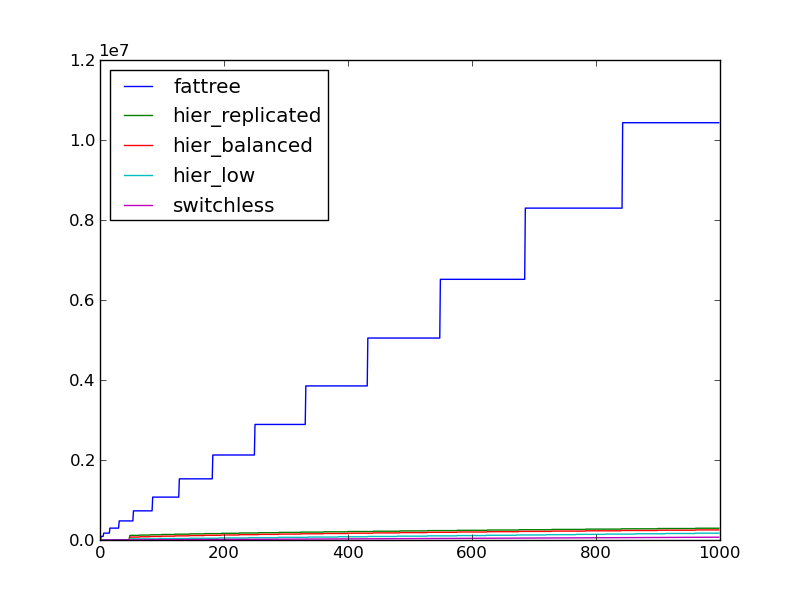 1e7
1.2
1.0
0.8
0.6
0.4
0.2
0.0
fattree
hier_replicated
hier_balanced
hier_low
switchless
0 200 400 600 800 1000